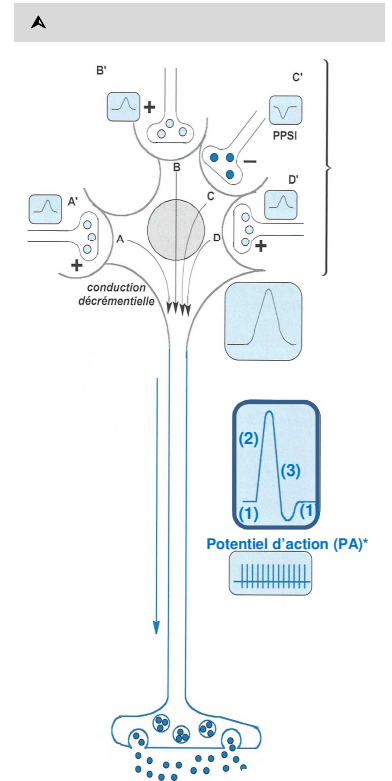 A
B'
C'
+
PPSI
–
B
D'
A'
C
A
D
+
+
conduction
décrémentielle
(2)
(3)
(1)
(1
Potentiel d'action (PA)*